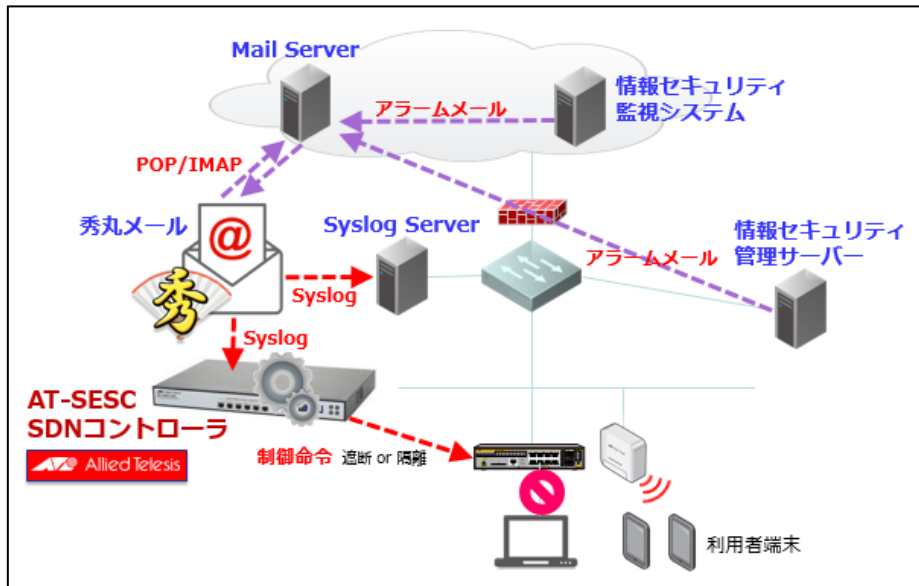 Mail Server
情報セキュリティ
監視システム
アラームメール
POP/IMAP
秀丸メール
@
Syslog Server
情報セキュリティ
管理サーバー
アラームメール
Syslog
秀
Syslog
AT-SESC
SDNコントローラ
Allied Telesis
制御命令 遮断 or 隔離
利用者端末